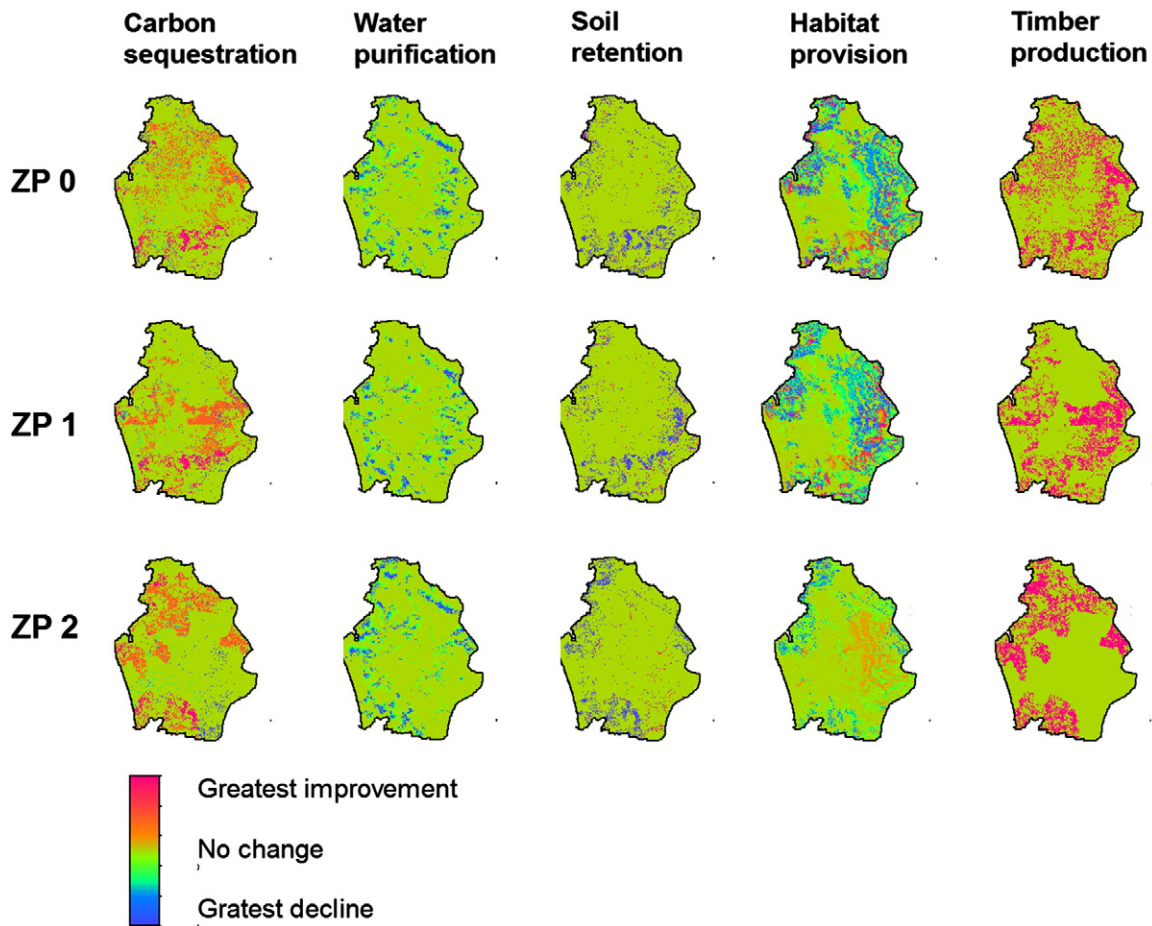 Carbon sequestration
Water purification
Soil retention
Habitat provision
Timber production
ZP 0
ZP 1
ZP 2
Greatest improvement
No change
Gratest decline